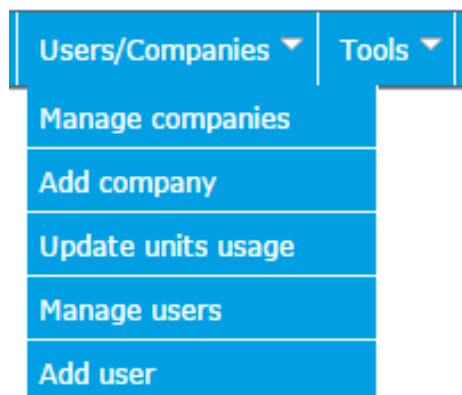 Users/Companies Tools
Manage companies
Add company
Update units usage
Manage users
Add user